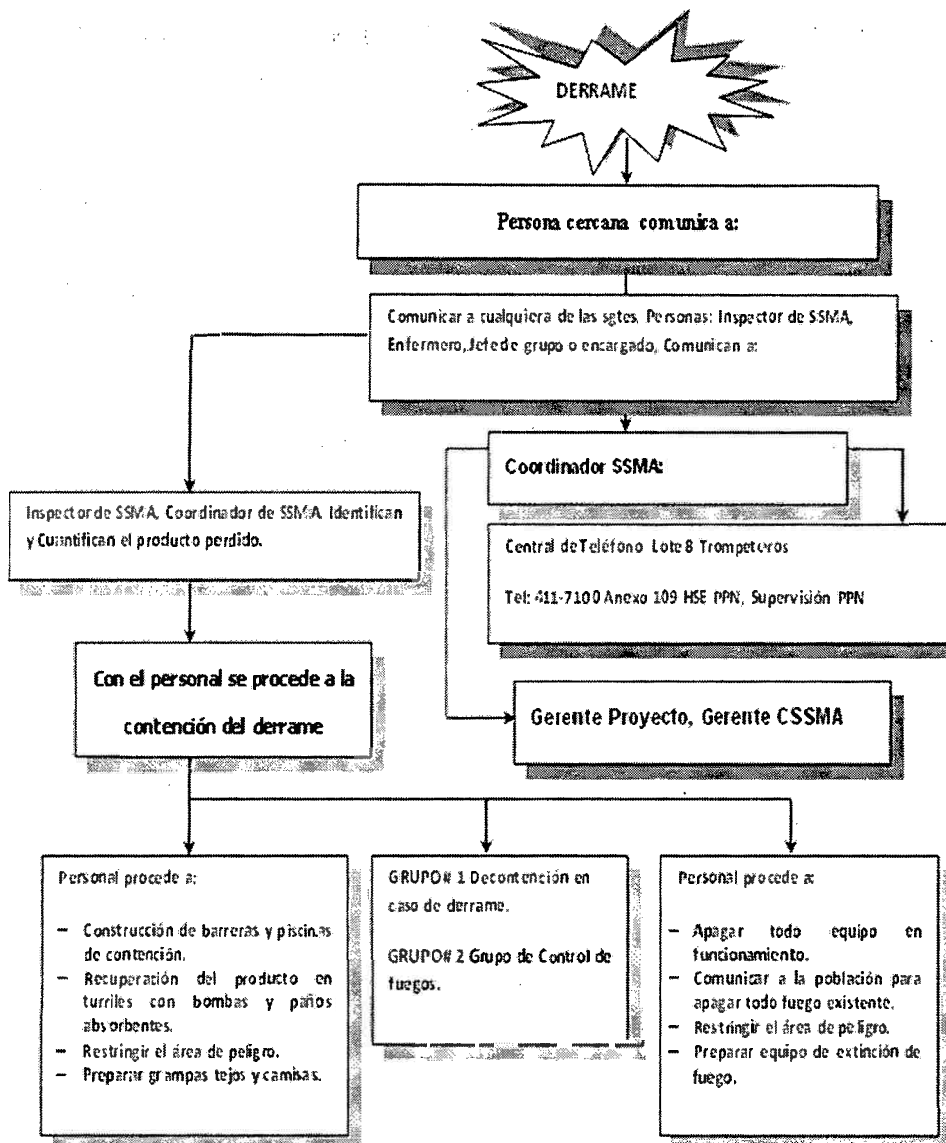 DERRAME
Persona cercana comunica a:
Comunicar a cualquiera de las sgtes. Personas: Inspector de SSMA,
Enfermero, Jefe de grupo o encargado, Comunican a:
Coordinador SSMA:
Inspector de SSMA, Coordinador de SSMA. Identifican
y Cuantifican el producto perdido.
Central de Teléfono Lote 8 Trompeteros
Tel: 411-7100 Anexo 109 HSE PPN, Supervisión PPN
Con el personal se procede a la
contención del derrame
Gerente Proyecto, Gerente CSSMA
Personal procede a:
– Construcción de barreras y piscinas
de contención.
– Recuperación del producto en
turriles con bombas y paños
absorbentes.
– Restringir el área de peligro.
– Preparar grampas tejos y camisas.
GRUPO# 1 Decontención en
caso de derrame.
GRUPO# 2 Grupo de Control de
fuegos.
Personal procede a:
– Apagar todo equipo en
funcionamiento.
– Comunicar a la población para
apagar todo fuego existente.
– Restringir el área de peligro.
– Preparar equipo de extinción de
fuego.